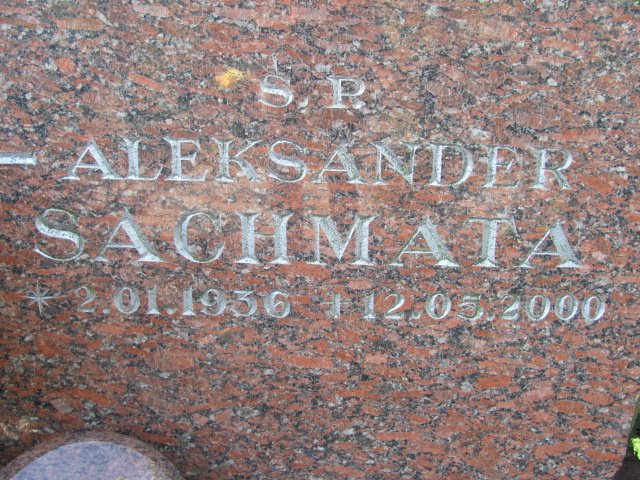 Ś P.
ALEKSANDER
SACHMATA
* 2.01.1936 + 12.05.2000